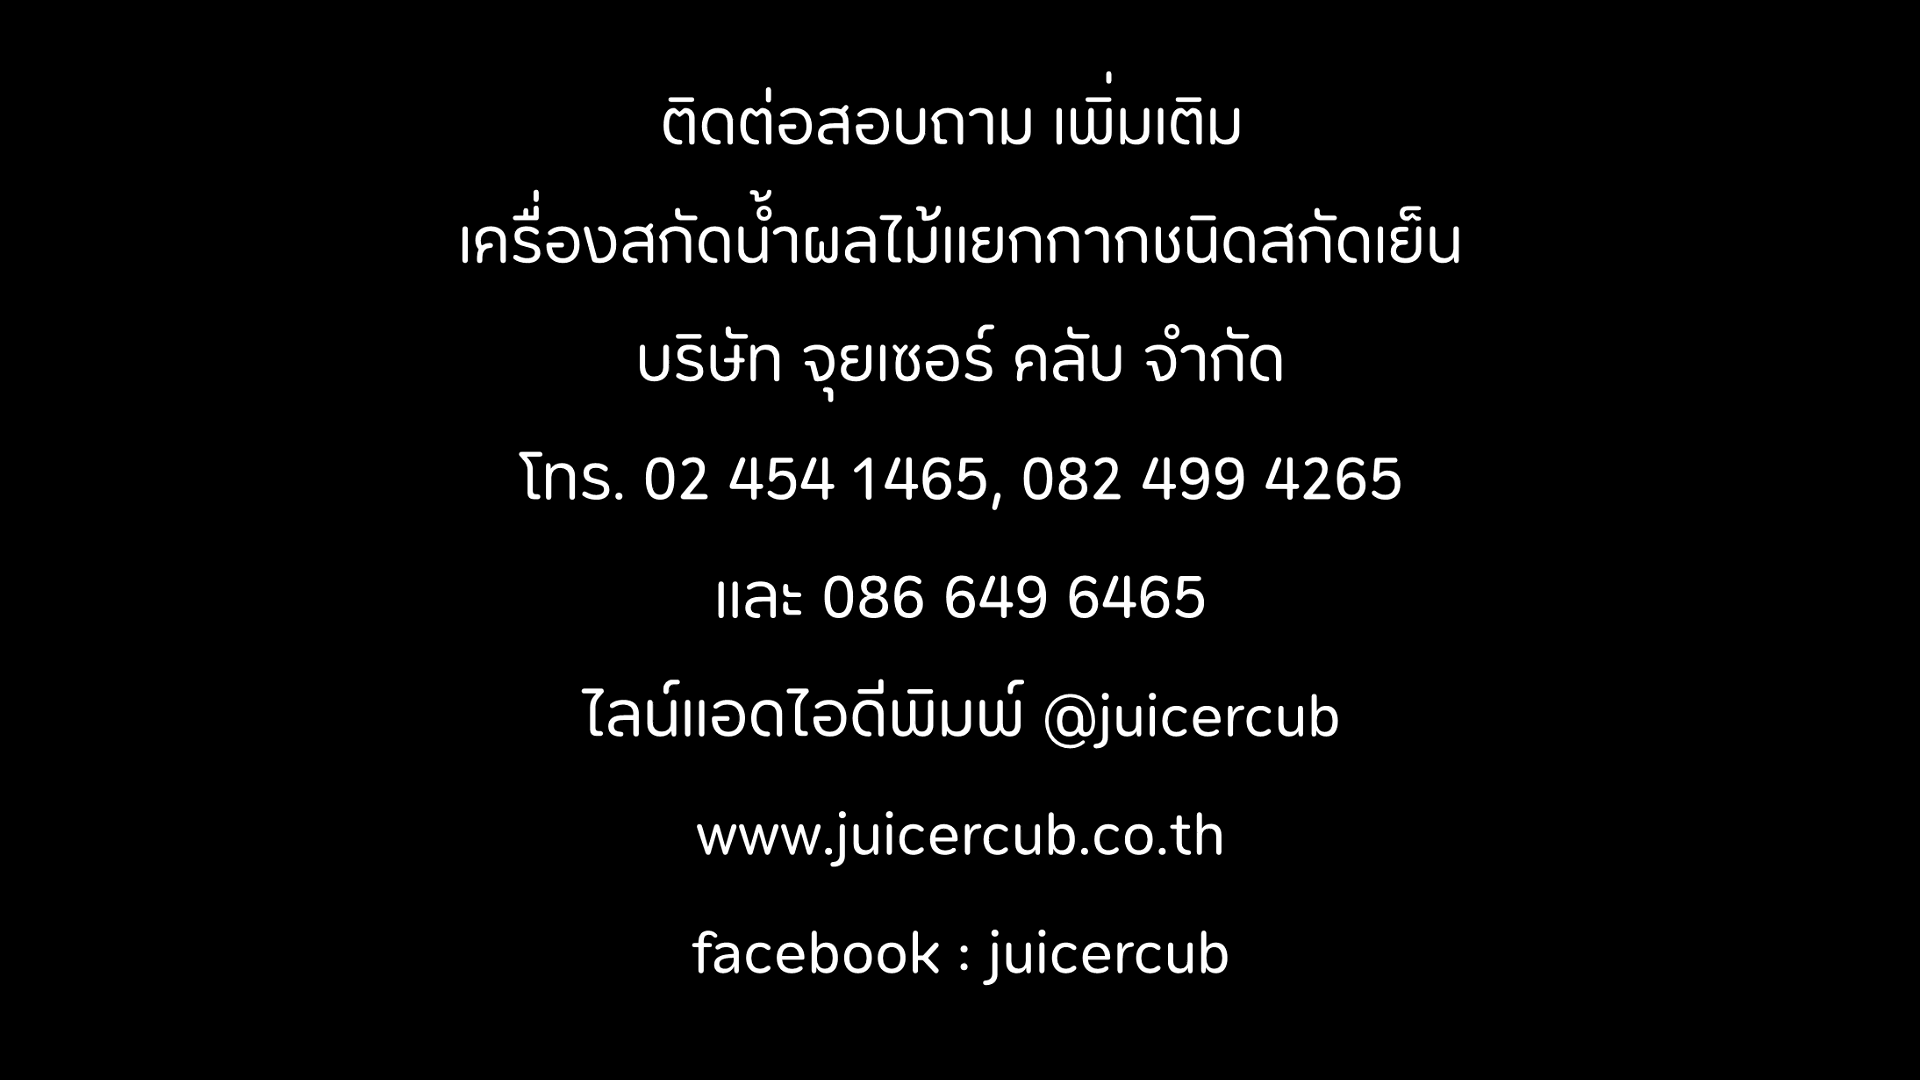 ติดต่อสอบถาม เพิ่มเติม
เครื่องสกัดน้ำผลไม้แยกกากชนิดสกัดเย็น
บริษัท จุยเซอร์ คลับ จำกัด
โทร. 02 454 1465, 082 499 4265
และ 086 649 6465
ไลน์แอดไอดีพิมพ์ @juicercub
www.juicercub.co.th
facebook : juicercub